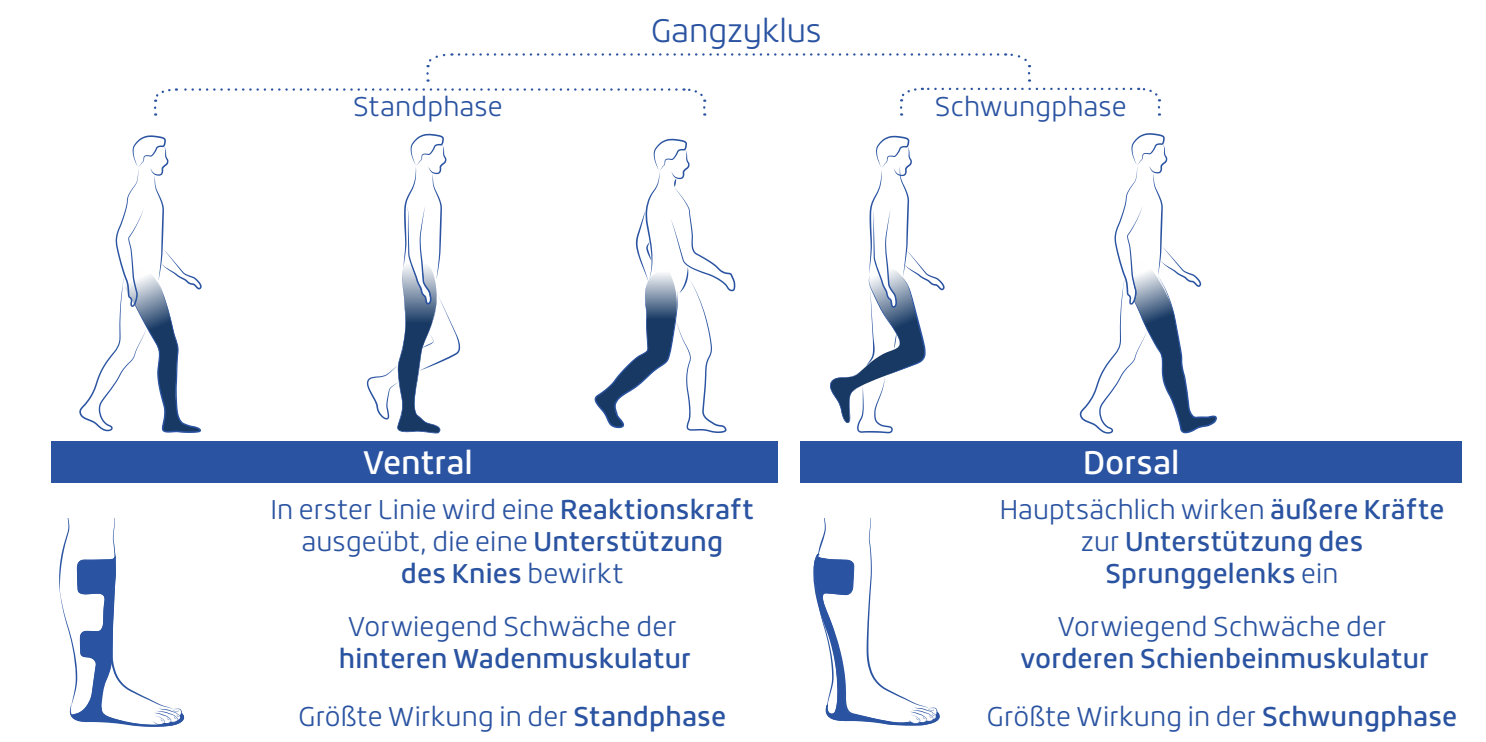 Gangzyklus
Standphase
Schwungphase
Ventral
In erster Linie wird eine Reaktionskraft
ausgeübt, die eine Unterstützung
des Knies bewirkt
Vorwiegend Schwäche der
hinteren Wadenmuskulatur
Größte Wirkung in der Standphase
Dorsal
Hauptsächlich wirken äußere Kräfte
zur Unterstützung des
Sprunggelenks ein
Vorwiegend Schwäche der
vorderen Schienbeinmuskulatur
Größte Wirkung in der Schwungphase